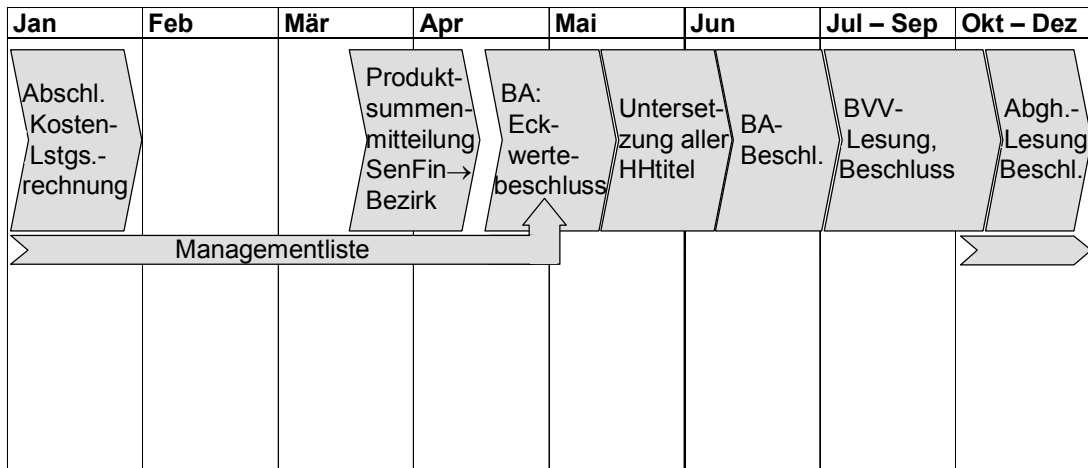 Jan Feb Mär Apr Mai Jun Jul – Sep Okt – Dez
Abschl.
Kosten-
Lstgs.-
rechnung
Produkt-
summen-
mitteilung
SenFin→
Bezirk
BA:
Eck-
werte-
beschluss
Unterset-
zung aller
HHtitel
BA-
Beschl.
BVV-
Lesung,
Beschluss
Abgh.-
Lesung
Beschl.
Managementliste